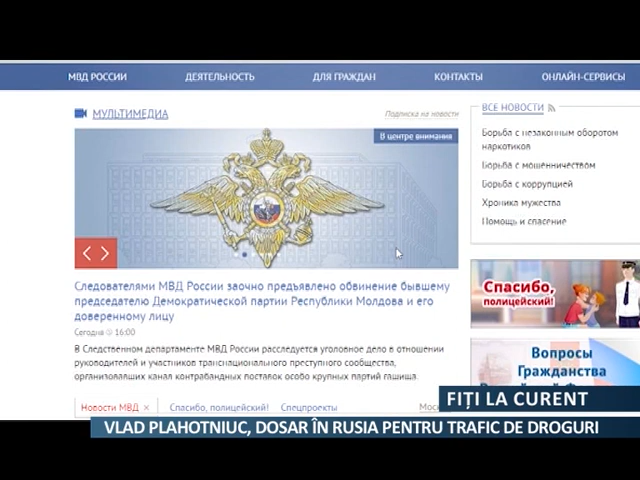 МВД РОССИИ ДЕЯТЕЛЬНОСТЬ ДЛЯ ГРАЖДАН КОНТАКТЫ ОНЛАЙН-СЕРВИСЫ
МУЛЬТИМЕДИА
Подписка на новости
В центре внимания
Следователями МВД России заочно предъявлено обвинение бывшему
председателю Демократической партии Республики Молдова и его
доверенному лицу
Сегодня 16:00
В Следственном департаменте МВД России расследуется уголовное дело в отношении
руководителей и участников транснационального преступного сообщества,
организовавших канал контрабандных поставок особо крупных партий гашиша.
Новости МВД × Спасибо, полицейский! Спецпроекты
ВСЕ НОВОСТИ
Борьба с незаконным оборотом
наркотиков
Борьба с мошенничеством
Борьба с коррупцией
Хроника мужества
Помощь и спасение
Спасибо,
полицейский!
Вопросы
Гражданства
FIȚI LA CURENT
VLAD PLAHOTNIUC, DOSAR ÎN RUSIA PENTRU TRAFIC DE DROGURI